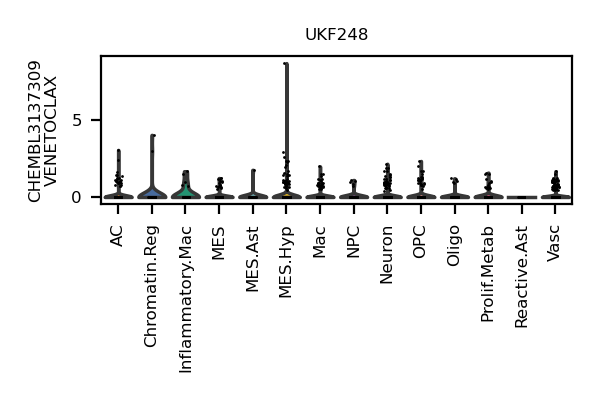 UKF248
CHEMBL3137309
VENETOCLAX
5
0
AC
Chromatin.Reg
Inflammatory.Mac
MES
MES.Ast
MES.Hyp
Mac
NPC
Neuron
OPC
Oligo
Prolif.Metab
Reactive.Ast
Vasc